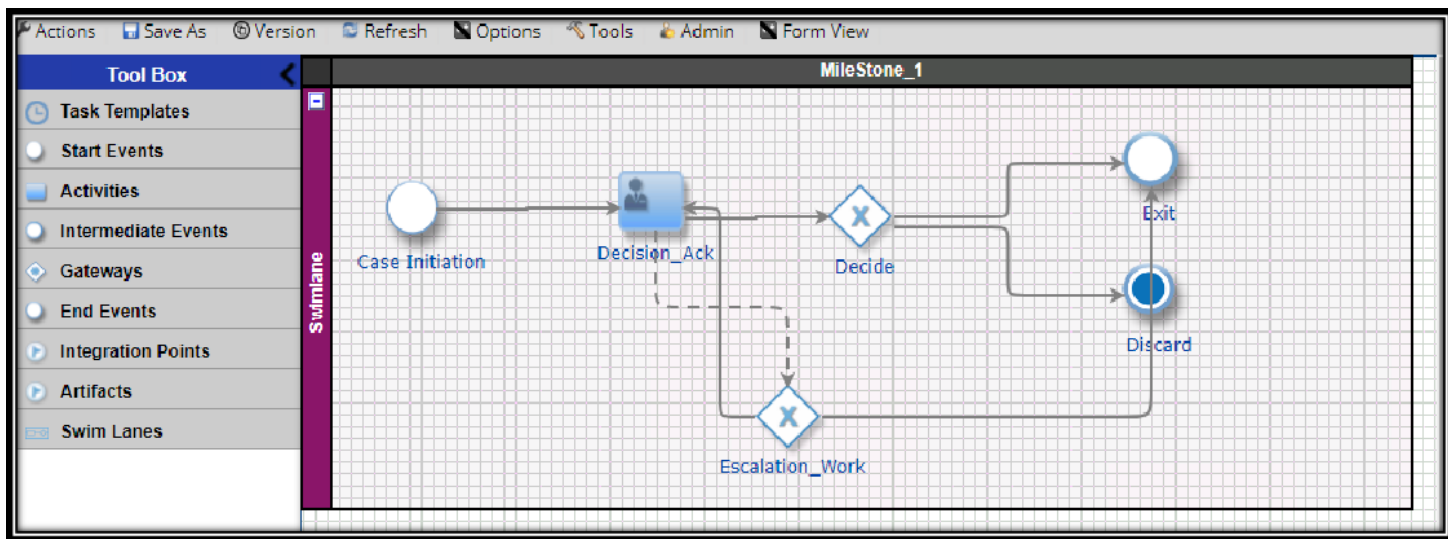 Actions Save As Version Refresh Options Tools Admin Form View
Tool Box
MileStone_1
Task Templates
Start Events
Activities
Intermediate Events
Gateways
End Events
Integration Points
Artifacts
Swim Lanes
Swimlane
Case Initiation
Decision_Ack
Decide
Exit
Discard
Escalation_Work